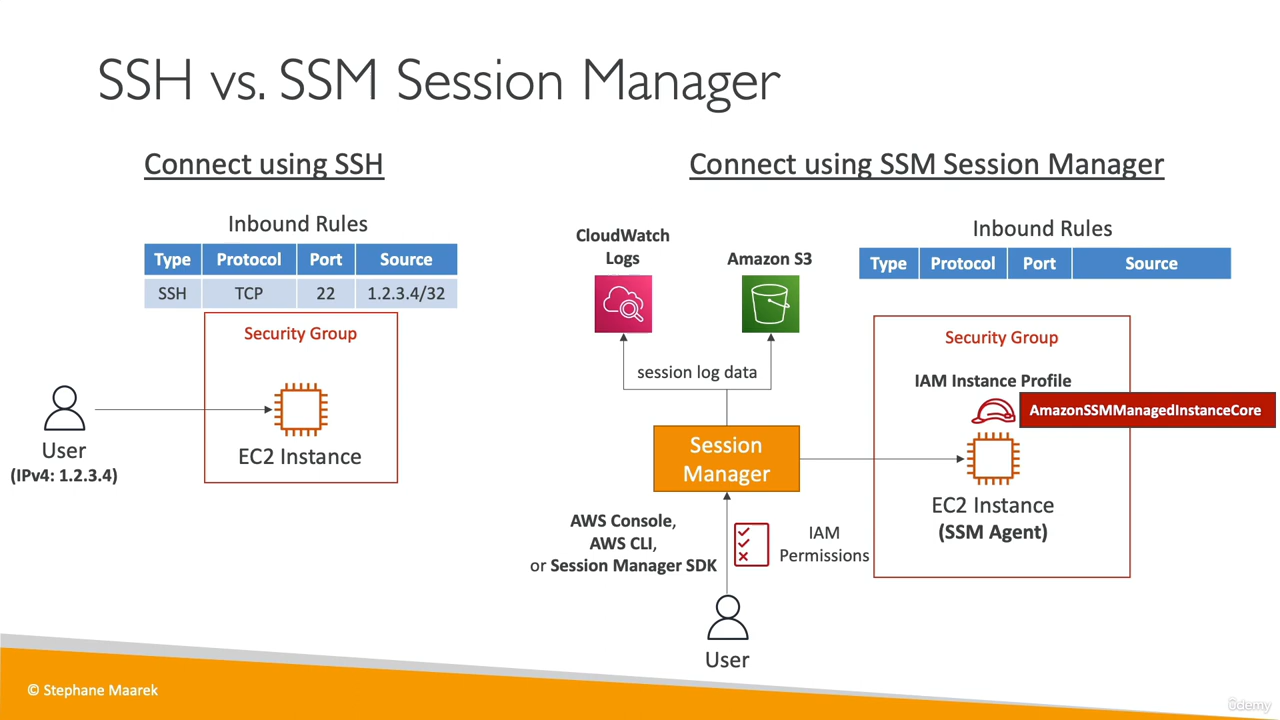 SSH vs. SSM Session Manager
Connect using SSH
Inbound Rules
Type Protocol Port Source
SSH TCP 22 1.2.3.4/32
Security Group
User
(IPv4: 1.2.3.4)
EC2 Instance
Connect using SSM Session Manager
CloudWatch
Logs
Amazon S3
session log data
Session
Manager
AWS Console,
AWS CLI,
or Session Manager SDK
IAM
Permissions
User
Inbound Rules
Type Protocol Port Source
Security Group
IAM Instance Profile
AmazonSSMManagedInstanceCore
EC2 Instance
(SSM Agent)
© Stephane Maarek
ûdemy